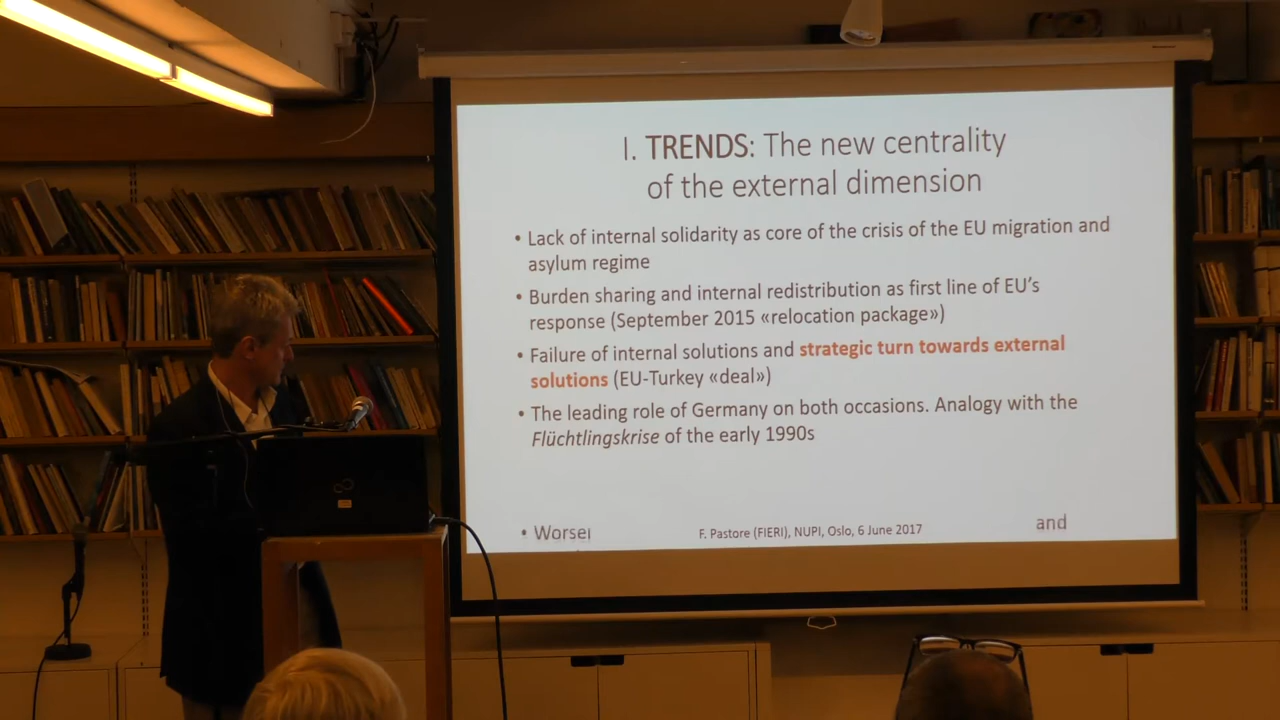 I. TRENDS: The new centrality
of the external dimension
• Lack of internal solidarity as core of the crisis of the EU migration and
asylum regime
• Burden sharing and internal redistribution as first line of EU's
response (September 2015 «relocation package»)
• Failure of internal solutions and strategic turn towards external
solutions (EU-Turkey «deal»)
• The leading role of Germany on both occasions. Analogy with the
Flüchtlingskrise of the early 1990s
• and
F. Pastore (FIERI), NUPI, Oslo, 6 June 2017